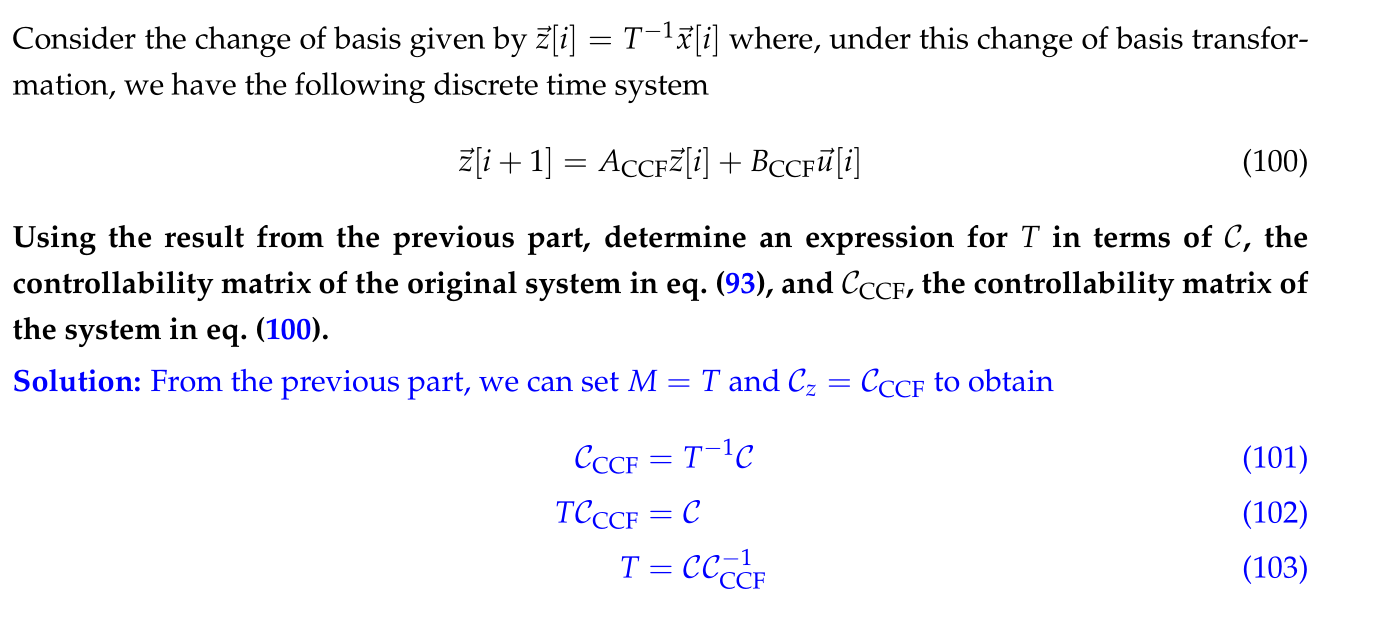 Consider the change of basis given by $\vec{z}[i] = T^{-1}\vec{x}[i]$ where, under this change of basis transfor-
mation, we have the following discrete time system
$\vec{z}[i+1] = A_{\text{CCF}}\vec{z}[i] + B_{\text{CCF}}\vec{u}[i]$ (100)
Using the result from the previous part, determine an expression for $T$ in terms of $\mathcal{C}$, the
controllability matrix of the original system in eq. (93), and $\mathcal{C}_{\text{CCF}}$, the controllability matrix of
the system in eq. (100).
Solution: From the previous part, we can set $M = T$ and $\mathcal{C}_z = \mathcal{C}_{\text{CCF}}$ to obtain
$\mathcal{C}_{\text{CCF}} = T^{-1}\mathcal{C}$ (101)
$T\mathcal{C}_{\text{CCF}} = \mathcal{C}$ (102)
$T = \mathcal{C}\mathcal{C}_{\text{CCF}}^{-1}$ (103)